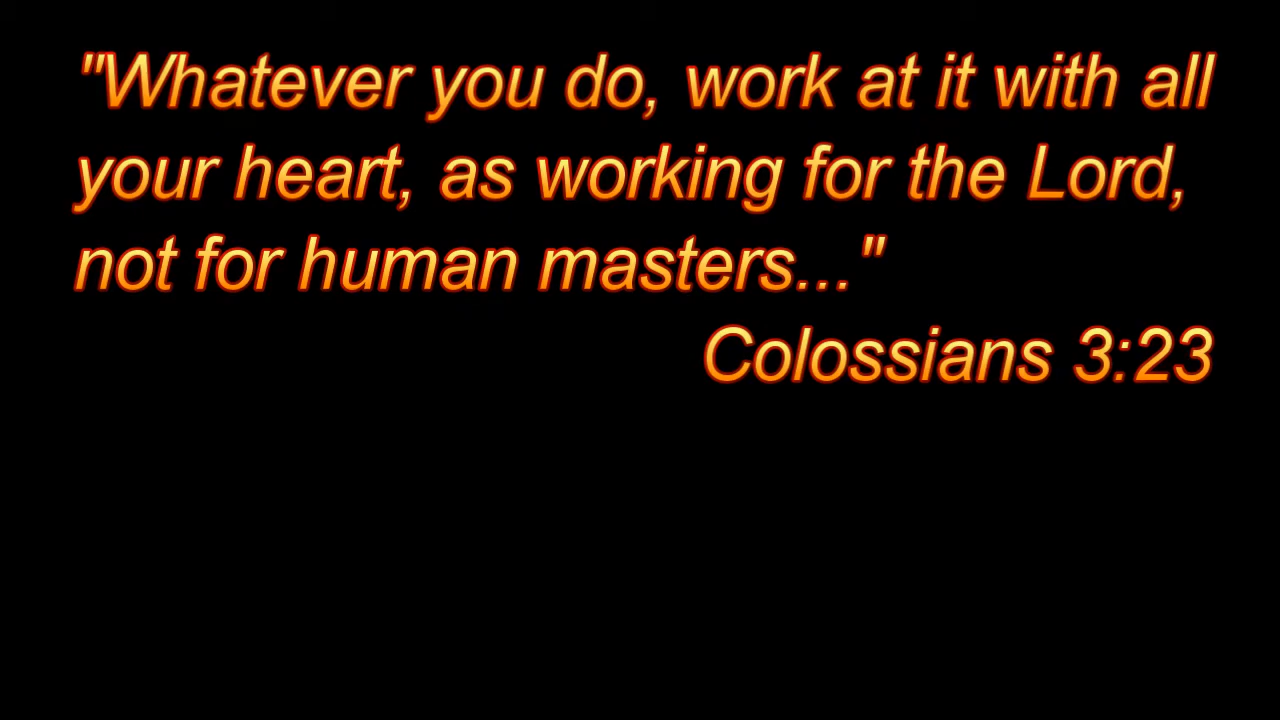 "Whatever you do, work at it with all
your heart, as working for the Lord,
not for human masters..."
Colossians 3:23